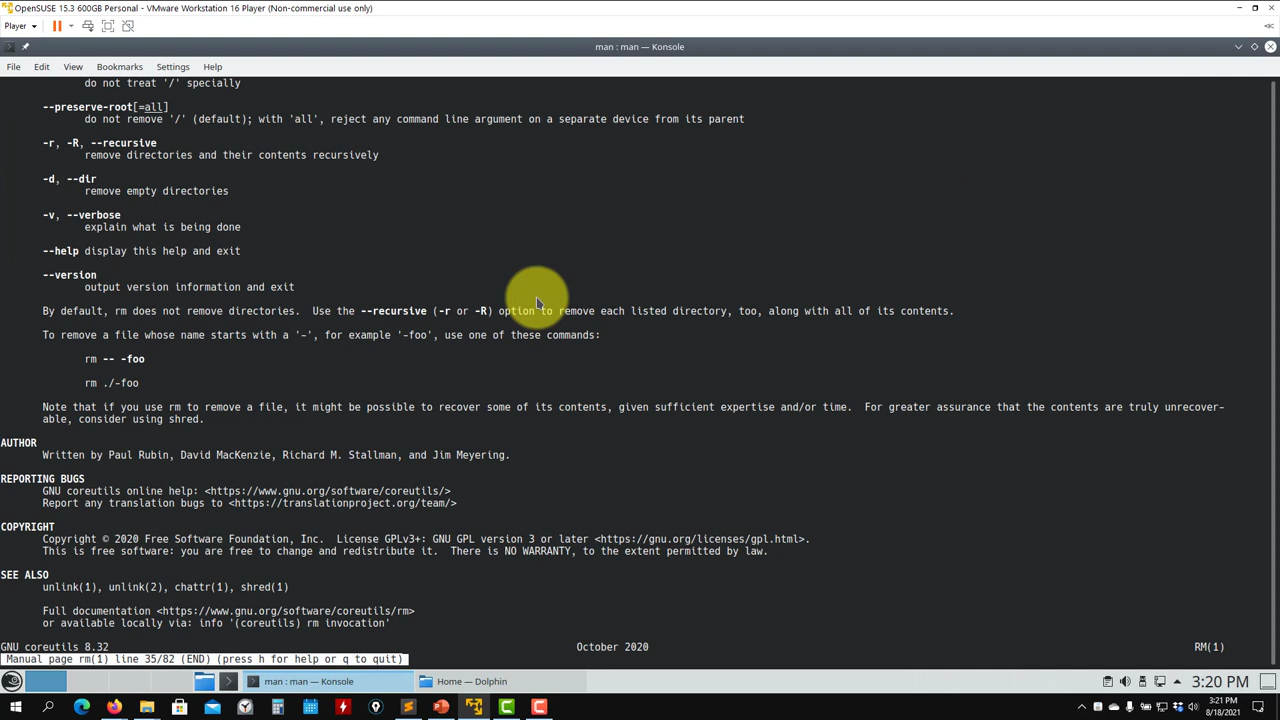 OpenSUSE 15.3 600GB Personal - VMware Workstation 16 Player (Non-commercial use only)
Player
man : man — Konsole
File Edit View Bookmarks Settings Help
do not treat '/' specially
--preserve-root[=all]
do not remove '/' (default); with 'all', reject any command line argument on a separate device from its parent
-r, -R, --recursive
remove directories and their contents recursively
-d, --dir
remove empty directories
-v, --verbose
explain what is being done
--help display this help and exit
--version
output version information and exit
By default, rm does not remove directories.  Use the --recursive (-r or -R) option to remove each listed directory, too, along with all of its contents.
To remove a file whose name starts with a '-', for example '-foo', use one of these commands:
rm -- -foo
rm ./-foo
Note that if you use rm to remove a file, it might be possible to recover some of its contents, given sufficient expertise and/or time.  For greater assurance that the contents are truly unrecover-
able, consider using shred.
AUTHOR
Written by Paul Rubin, David MacKenzie, Richard M. Stallman, and Jim Meyering.
REPORTING BUGS
GNU coreutils online help: <https://www.gnu.org/software/coreutils/>
Report any translation bugs to <https://translationproject.org/team/>
COPYRIGHT
Copyright © 2020 Free Software Foundation, Inc.  License GPLv3+: GNU GPL version 3 or later <https://gnu.org/licenses/gpl.html>.
This is free software: you are free to change and redistribute it.  There is NO WARRANTY, to the extent permitted by law.
SEE ALSO
unlink(1), unlink(2), chattr(1), shred(1)
Full documentation <https://www.gnu.org/software/coreutils/rm>
or available locally via: info '(coreutils) rm invocation'
GNU coreutils 8.32 October 2020 RM(1)
Manual page rm(1) line 35/82 (END) (press h for help or q to quit)
man : man — Konsole Home — Dolphin 3:20 PM
3:21 PM
8/18/2021